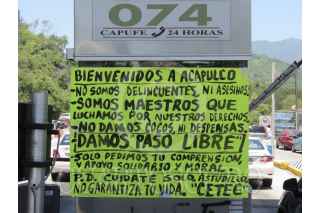 074
CAPUFE 24 HORAS
BIENVENIDOS A ACAPULCO
-NO SOMOS DELINCUENTES, NI ASESINOS
-SOMOS MAESTROS QUE
LUCHAMOS POR NUESTROS DERECHOS.
-NO DAMOS COCOS, NI DESPENSAS.
-DAMOS PASO LIBRE
SOLO PEDIMOS TU COMPRENSION
Y APOYO SOLIDARIO Y MORAL.
P.D. CUIDATE SOLO
NO GARANTIZA TU VIDA. "CETEG"